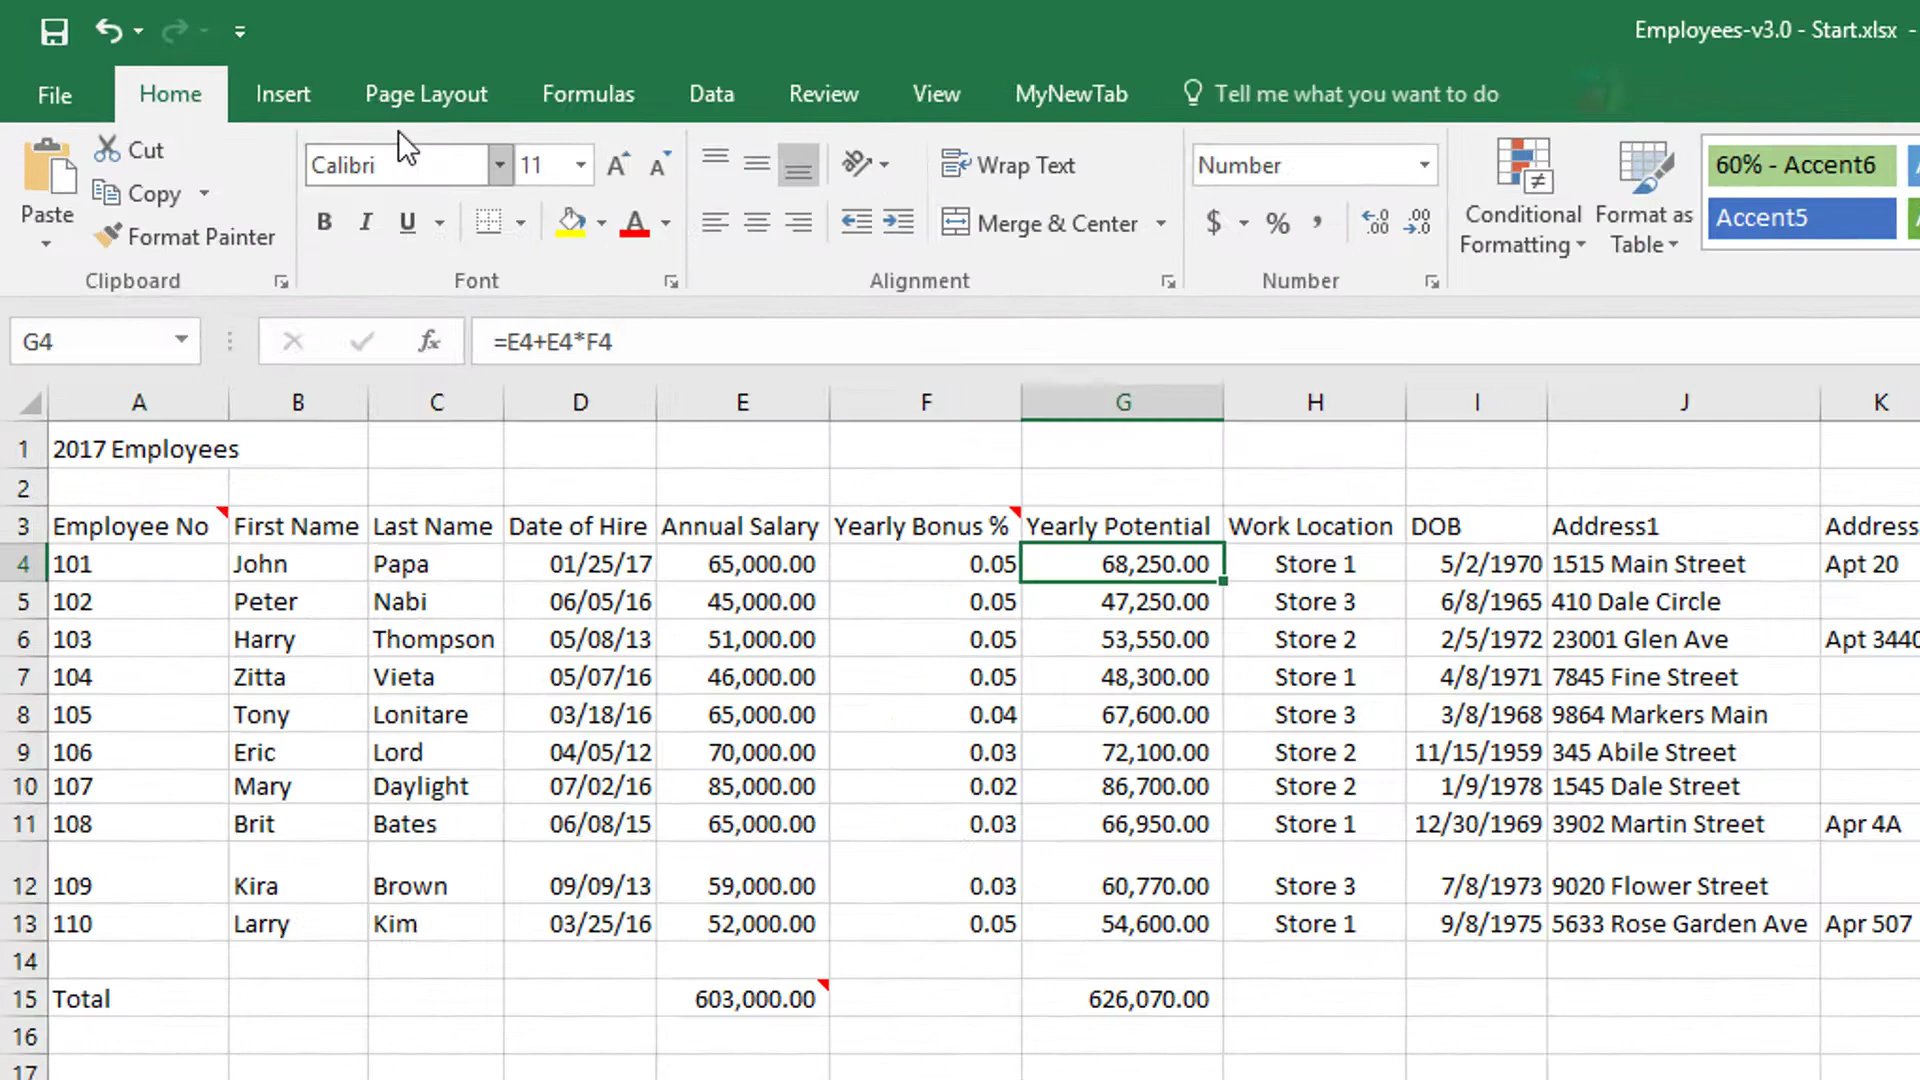 Employees-v3.0 - Start.xlsx -
File Home Insert Page Layout Formulas Data Review View MyNewTab Tell me what you want to do
Cut
Copy
Format Painter
Paste
Clipboard
Calibri 11
B I U A
Font
Wrap Text
Merge & Center
Alignment
Number
$ % ,
Number
Conditional Formatting
Format as Table
60% - Accent6
Accent5
G4 fx =E4+E4*F4
A B C D E F G H I J K
1 2017 Employees
2
3 Employee No First Name Last Name Date of Hire Annual Salary Yearly Bonus % Yearly Potential Work Location DOB Address1 Address
4 101 John Papa 01/25/17 65,000.00 0.05 68,250.00 Store 1 5/2/1970 1515 Main Street Apt 20
5 102 Peter Nabi 06/05/16 45,000.00 0.05 47,250.00 Store 3 6/8/1965 410 Dale Circle
6 103 Harry Thompson 05/08/13 51,000.00 0.05 53,550.00 Store 2 2/5/1972 23001 Glen Ave Apt 3440
7 104 Zitta Vieta 05/07/16 46,000.00 0.05 48,300.00 Store 1 4/8/1971 7845 Fine Street
8 105 Tony Lonitare 03/18/16 65,000.00 0.04 67,600.00 Store 3 3/8/1968 9864 Markers Main
9 106 Eric Lord 04/05/12 70,000.00 0.03 72,100.00 Store 2 11/15/1959 345 Abile Street
10 107 Mary Daylight 07/02/16 85,000.00 0.02 86,700.00 Store 2 1/9/1978 1545 Dale Street
11 108 Brit Bates 06/08/15 65,000.00 0.03 66,950.00 Store 1 12/30/1969 3902 Martin Street Apr 4A
12 109 Kira Brown 09/09/13 59,000.00 0.03 60,770.00 Store 3 7/8/1973 9020 Flower Street
13 110 Larry Kim 03/25/16 52,000.00 0.05 54,600.00 Store 1 9/8/1975 5633 Rose Garden Ave Apr 507
14
15 Total 603,000.00 626,070.00
16
17